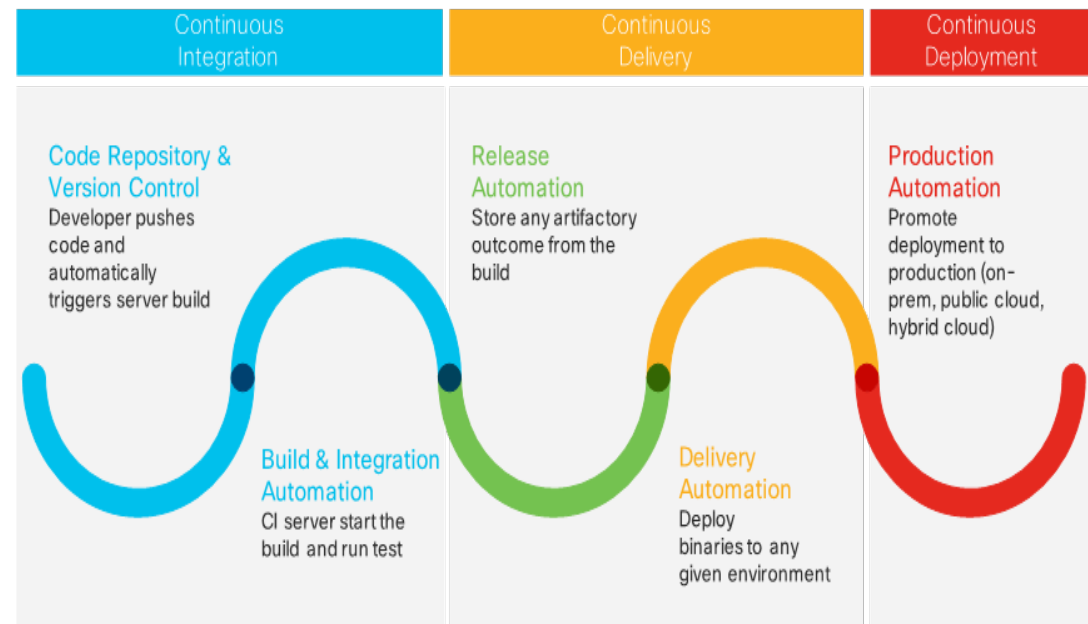 Continuous
Integration
Continuous
Delivery
Continuous
Deployment
Code Repository &
Version Control
Developer pushes
code and
automatically
triggers server build
Build & Integration
Automation
CI server start the
build and run test
Release
Automation
Store any artifactory
outcome from the
build
Delivery
Automation
Deploy
binaries to any
given environment
Production
Automation
Promote
deployment to
production (on-
prem, public cloud,
hybrid cloud)